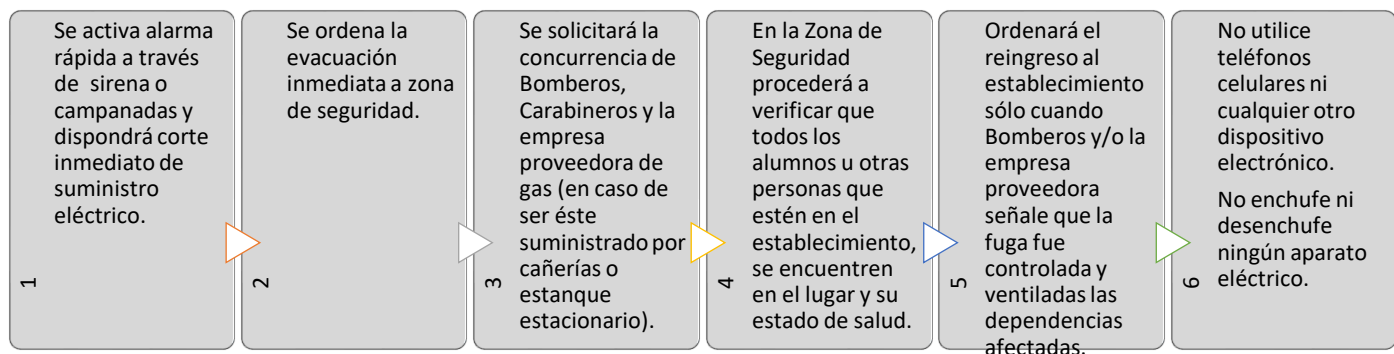 Se activa alarma
rápida a través
de sirena o
campanadas y
dispondrá corte
inmediato de
suministro
eléctrico.
1
Se ordena la
evacuación
inmediata a zona
de seguridad.
2
Se solicitará la
concurrencia de
Bomberos,
Carabineros y la
empresa
proveedora de
gas (en caso de
ser éste
suministrado por
cañerías o
estanque
estacionario).
3
En la Zona de
Seguridad
procederá a
verificar que
todos los
alumnos u otras
personas que
estén en el
establecimiento,
se encuentren
en el lugar y su
estado de salud.
4
Ordenará el
reingreso al
establecimiento
sólo cuando
Bomberos y/o la
empresa
proveedora
señale que la
fuga fue
controlada y
ventiladas las
dependencias
afectadas.
5
No utilice
teléfonos
celulares ni
cualquier otro
dispositivo
electrónico.
No enchufe ni
desenchufe
ningún aparato
eléctrico.
6